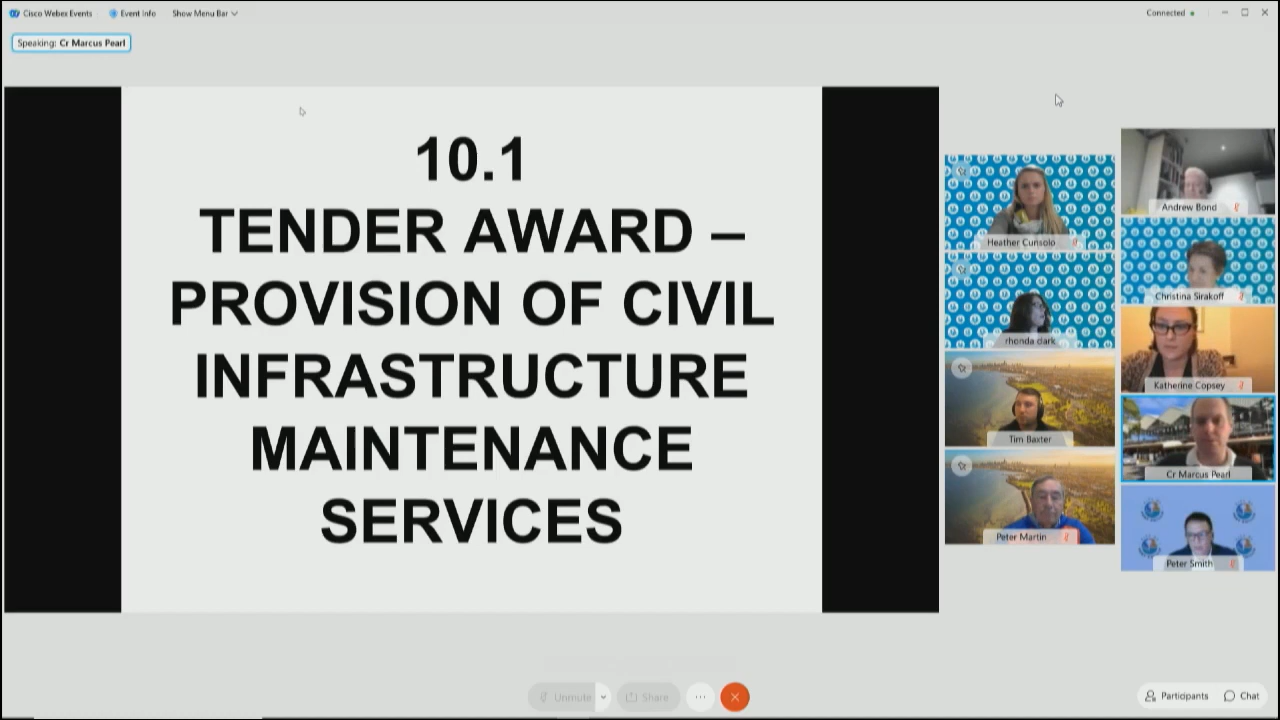 Cisco Webex Events
Event Info
Show Menu Bar
Connected
Speaking: Cr Marcus Pearl
10.1
TENDER AWARD –
PROVISION OF CIVIL
INFRASTRUCTURE
MAINTENANCE
SERVICES
Heather Cunsolo
rhonda clark
Tim Baxter
Peter Martin
Andrew Bond
Christina Sirakoff
Katherine Copsey
Cr Marcus Pearl
Peter Smith
Unmute
Share
Participants
Chat